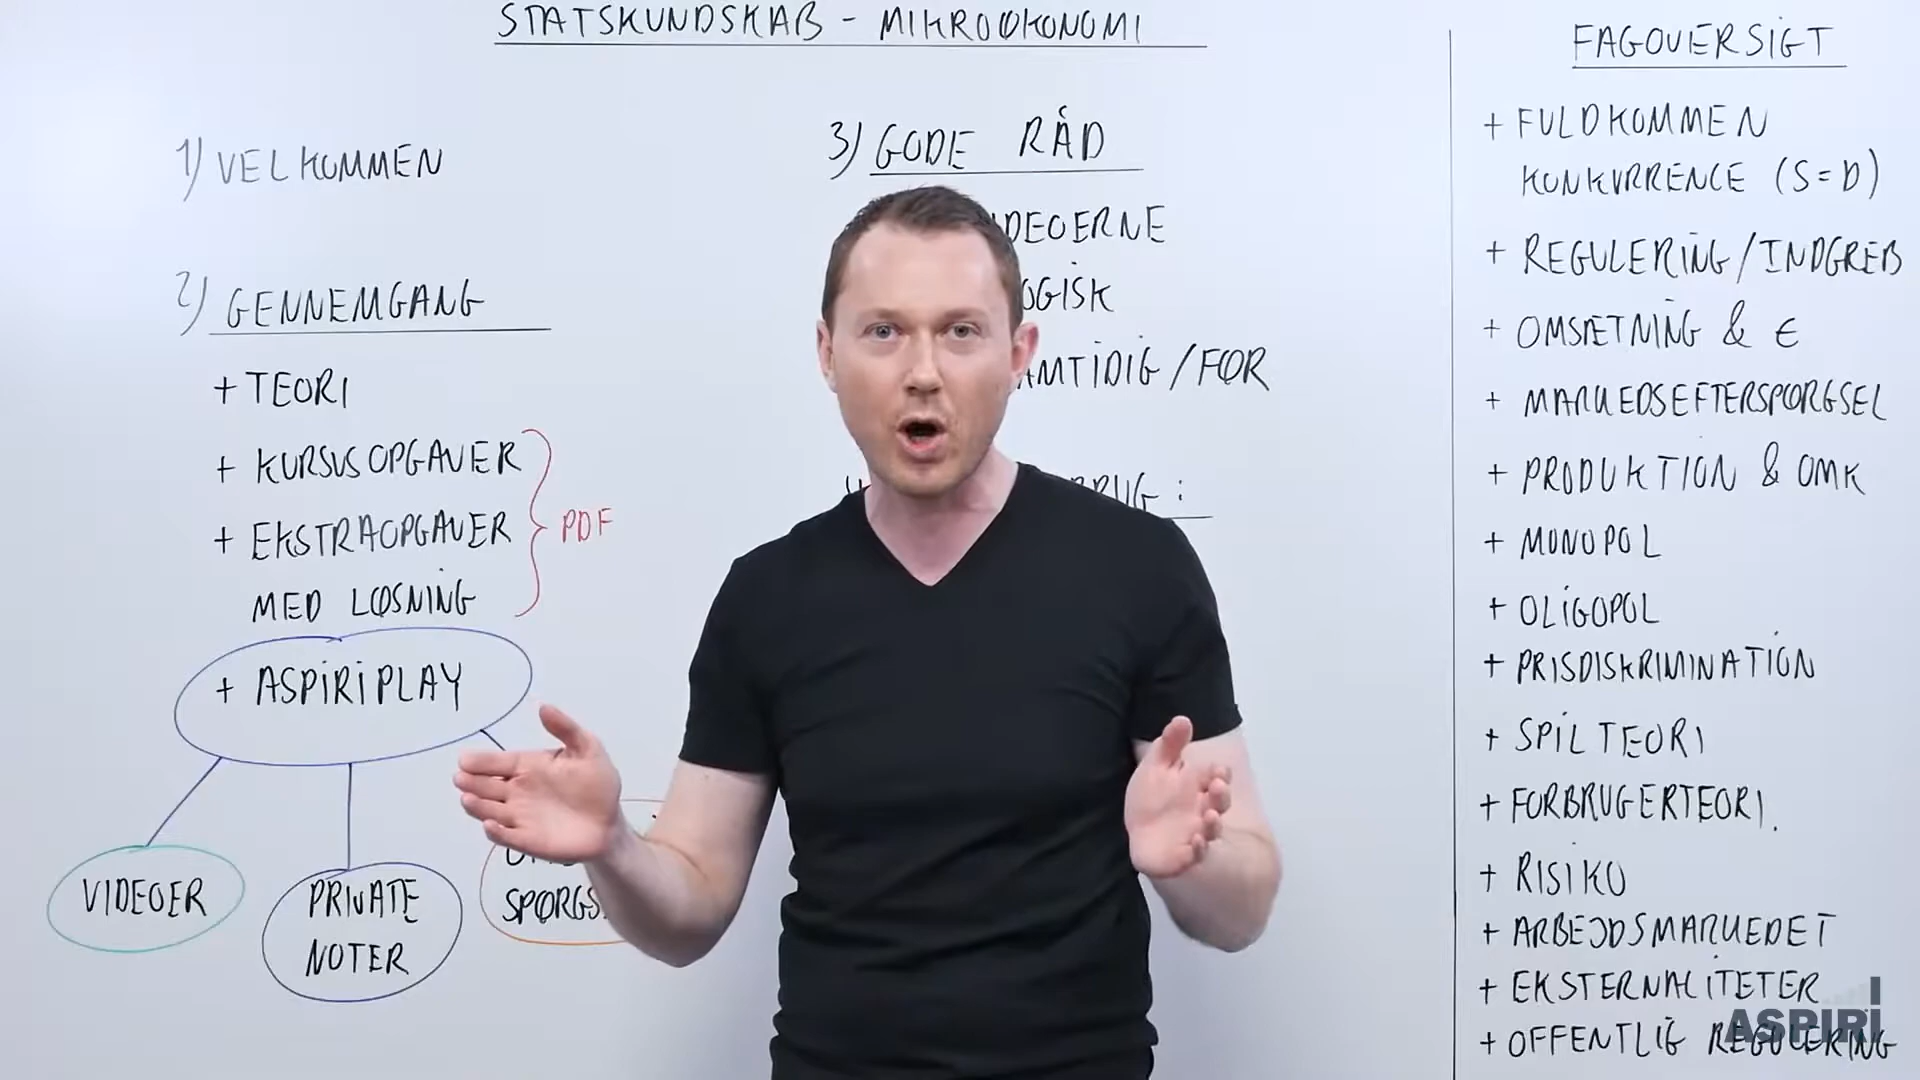 STATSKUNDSKAB - MIKROØKONOMI
1) VELKOMMEN
2) GENNEMGANG
+ TEORI
+ KURSUSOPGAVER
+ EKSTRAOPGAVER
MED LØSNING
PDF
+ ASPIRI PLAY
VIDEOER
PRIVATE
NOTER
3) GODE RÅD
FAGOVERSIGT
+ FULDKOMMEN
KONKURRENCE (S=D)
+ REGULERING/INDGREB
+ OMSÆTNING & €
+ MARKEDSEFTERSPØRGSEL
+ PRODUKTION & OMK
+ MONOPOL
+ OLIGOPOL
+ PRISDISKRIMINATION
+ SPILTEORI
+ FORBRUGERTEORI.
+ RISIKO
+ ARBEJDSMARKEDET
+ EKSTERNALITETER
+ OFFENTLIG REGULERING
ASPIRI